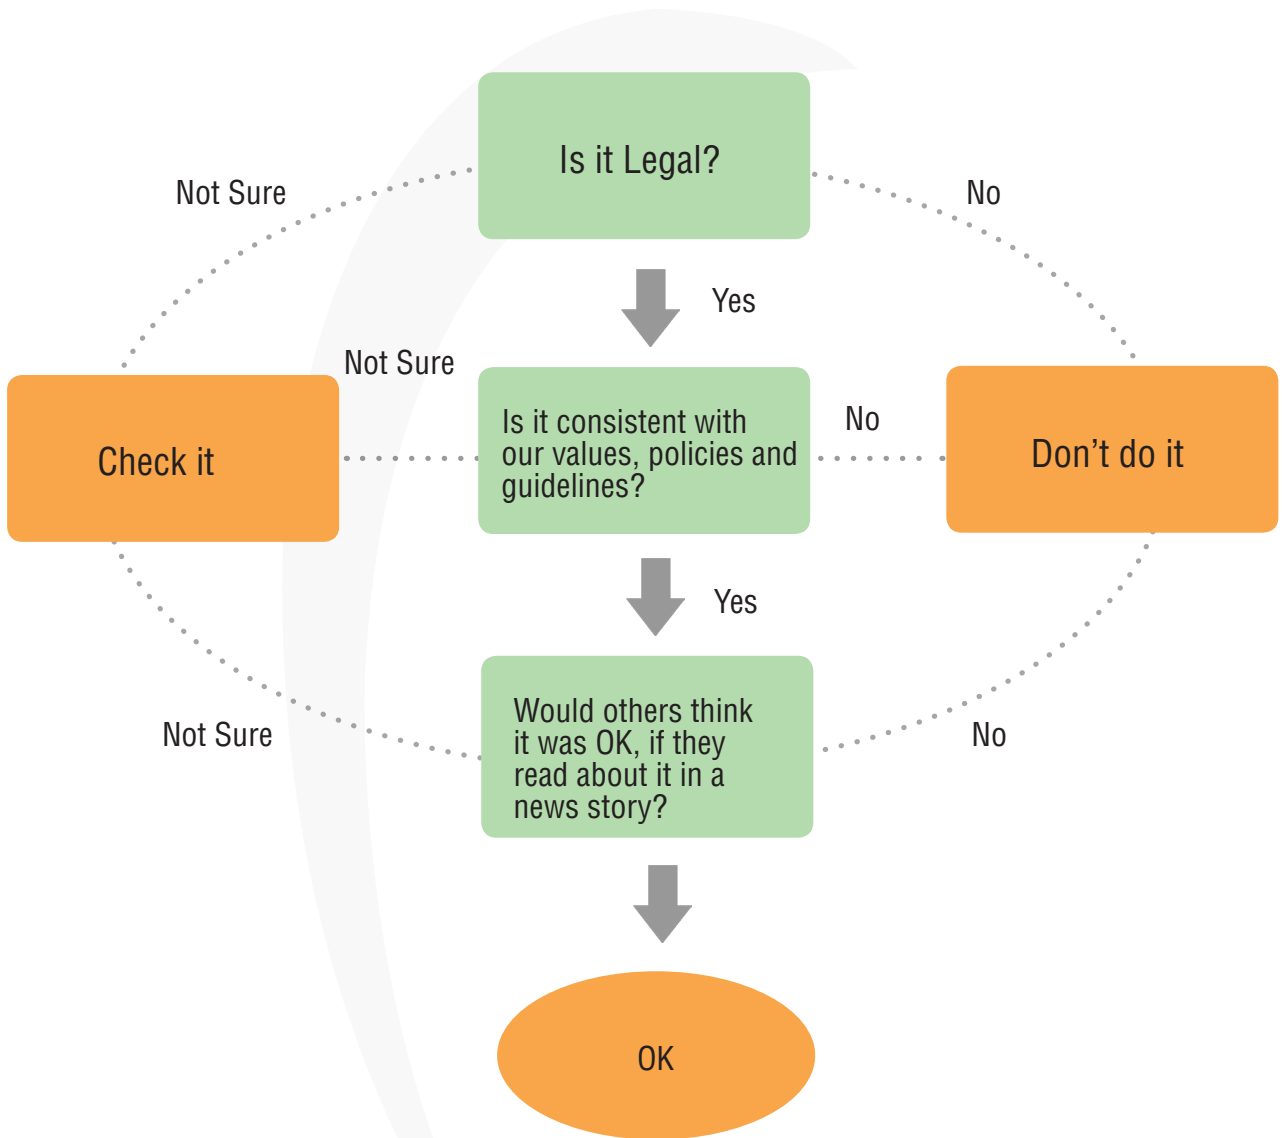 Is it Legal?
Not Sure
No
Yes
Not Sure
Is it consistent with
our values, policies and
guidelines?
No
Check it
Don’t do it
Yes
Would others think
it was OK, if they
read about it in a
news story?
Not Sure
No
OK